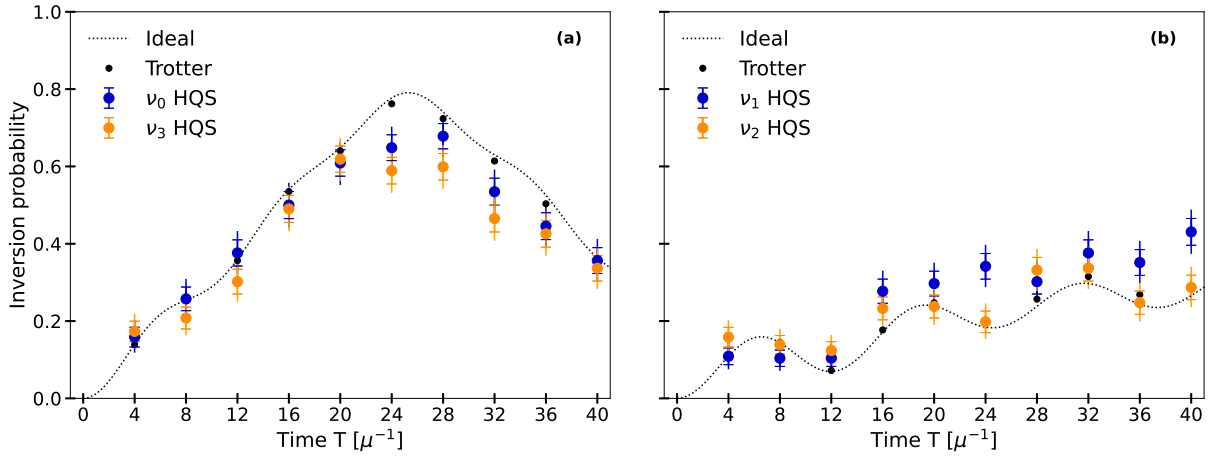 Inversion probability
1.0
0.8
0.6
0.4
0.2
0.0
Ideal
Trotter
ν₀ HQS
ν₃ HQS
(a)
0 4 8 12 16 20 24 28 32 36 40
Time T [μ⁻¹]
Ideal
Trotter
ν₁ HQS
ν₂ HQS
(b)
0 4 8 12 16 20 24 28 32 36 40
Time T [μ⁻¹]